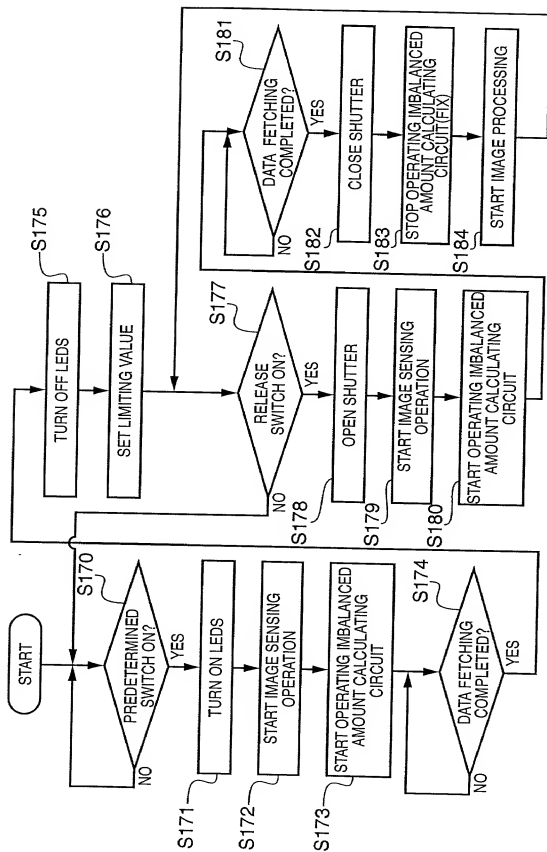 START
S170
PREDETERMINED
SWITCH ON?
NO
YES
S171
TURN ON LEDS
S172
START IMAGE SENSING
OPERATION
S173
START OPERATING IMBALANCED
AMOUNT CALCULATING
CIRCUIT
S174
DATA FETCHING
COMPLETED?
NO
YES
S175
TURN OFF LEDS
S176
SET LIMITING VALUE
S177
RELEASE
SWITCH ON?
NO
YES
S178
OPEN SHUTTER
S179
START IMAGE SENSING
OPERATION
S180
START OPERATING IMBALANCED
AMOUNT CALCULATING
CIRCUIT
S181
DATA FETCHING
COMPLETED?
NO
YES
S182
CLOSE SHUTTER
S183
STOP OPERATING IMBALANCED
AMOUNT CALCULATING
CIRCUIT(FIX)
S184
START IMAGE PROCESSING